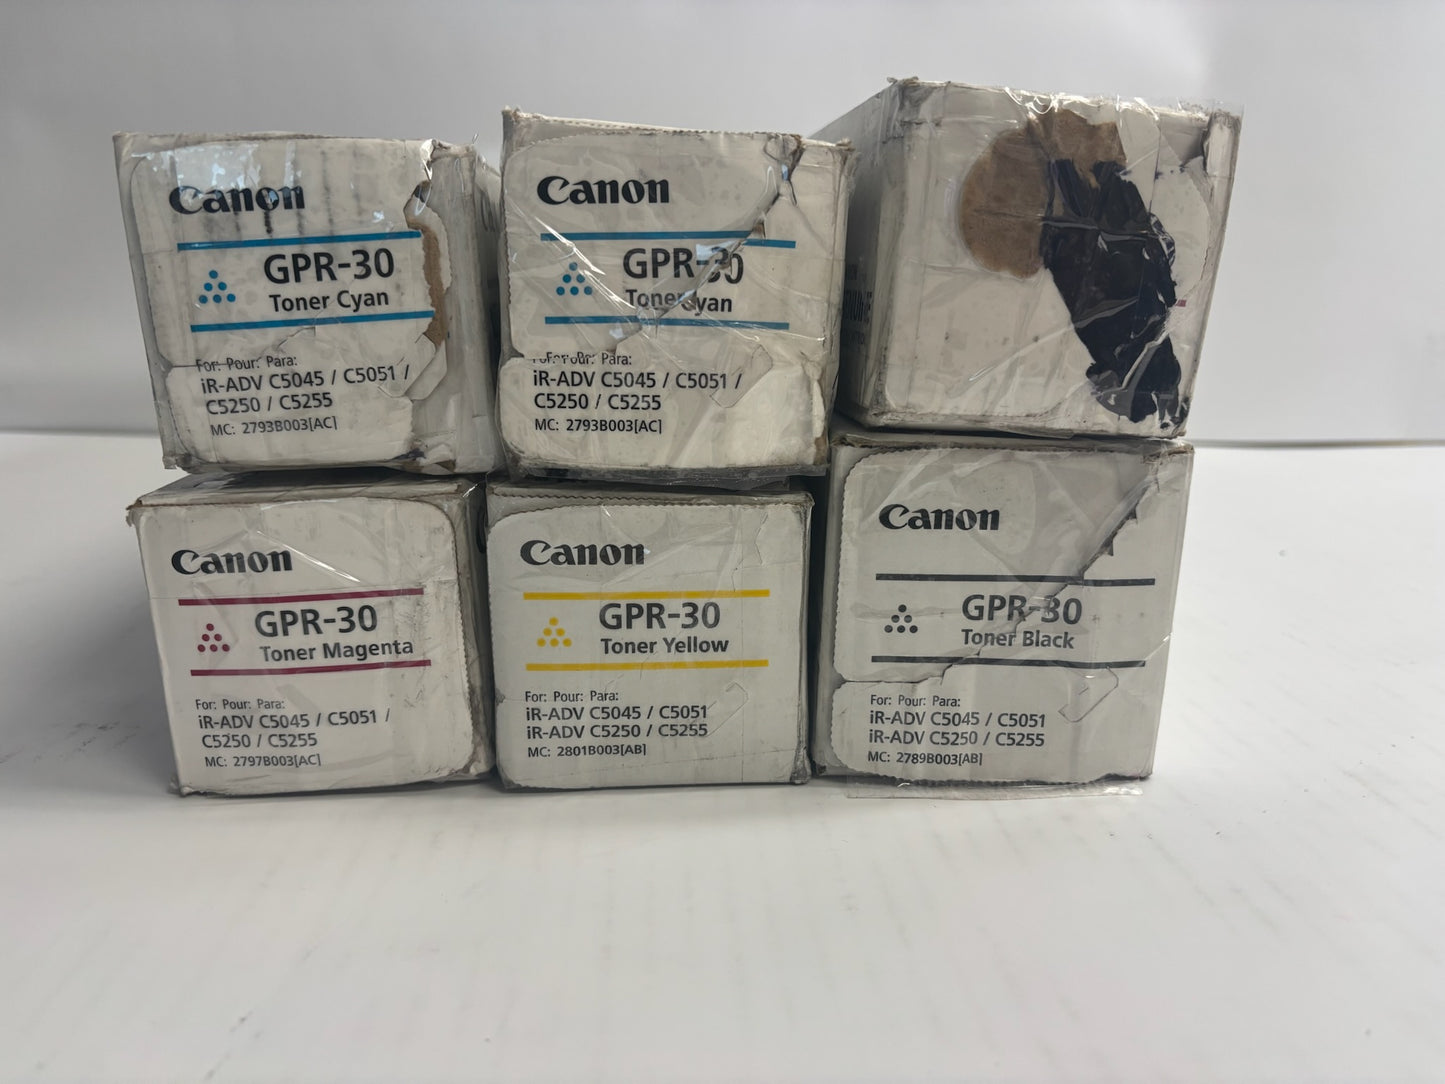 Canon
GPR-30
Toner Cyan
For: Pour: Para:
iR-ADV C5045 / C5051 /
C5250 / C5255
MC: 2793B003[AC]
Canon
GPR-30
Toner Cyan
Para:
iR-ADV C5045 / C5051 /
C5250 / C5255
MC: 2793B003[AC]
Canon
GPR-30
Toner Magenta
For: Pour: Para:
iR-ADV C5045 / C5051 /
C5250 / C5255
MC: 2797B003[AC]
Canon
GPR-30
Toner Yellow
For: Pour: Para:
iR-ADV C5045 / C5051
iR-ADV C5250 / C5255
MC: 2801B003[AB]
Canon
GPR-30
Toner Black
For: Pour: Para:
iR-ADV C5045 / C5051
iR-ADV C5250 / C5255
MC: 2789B003[AB]